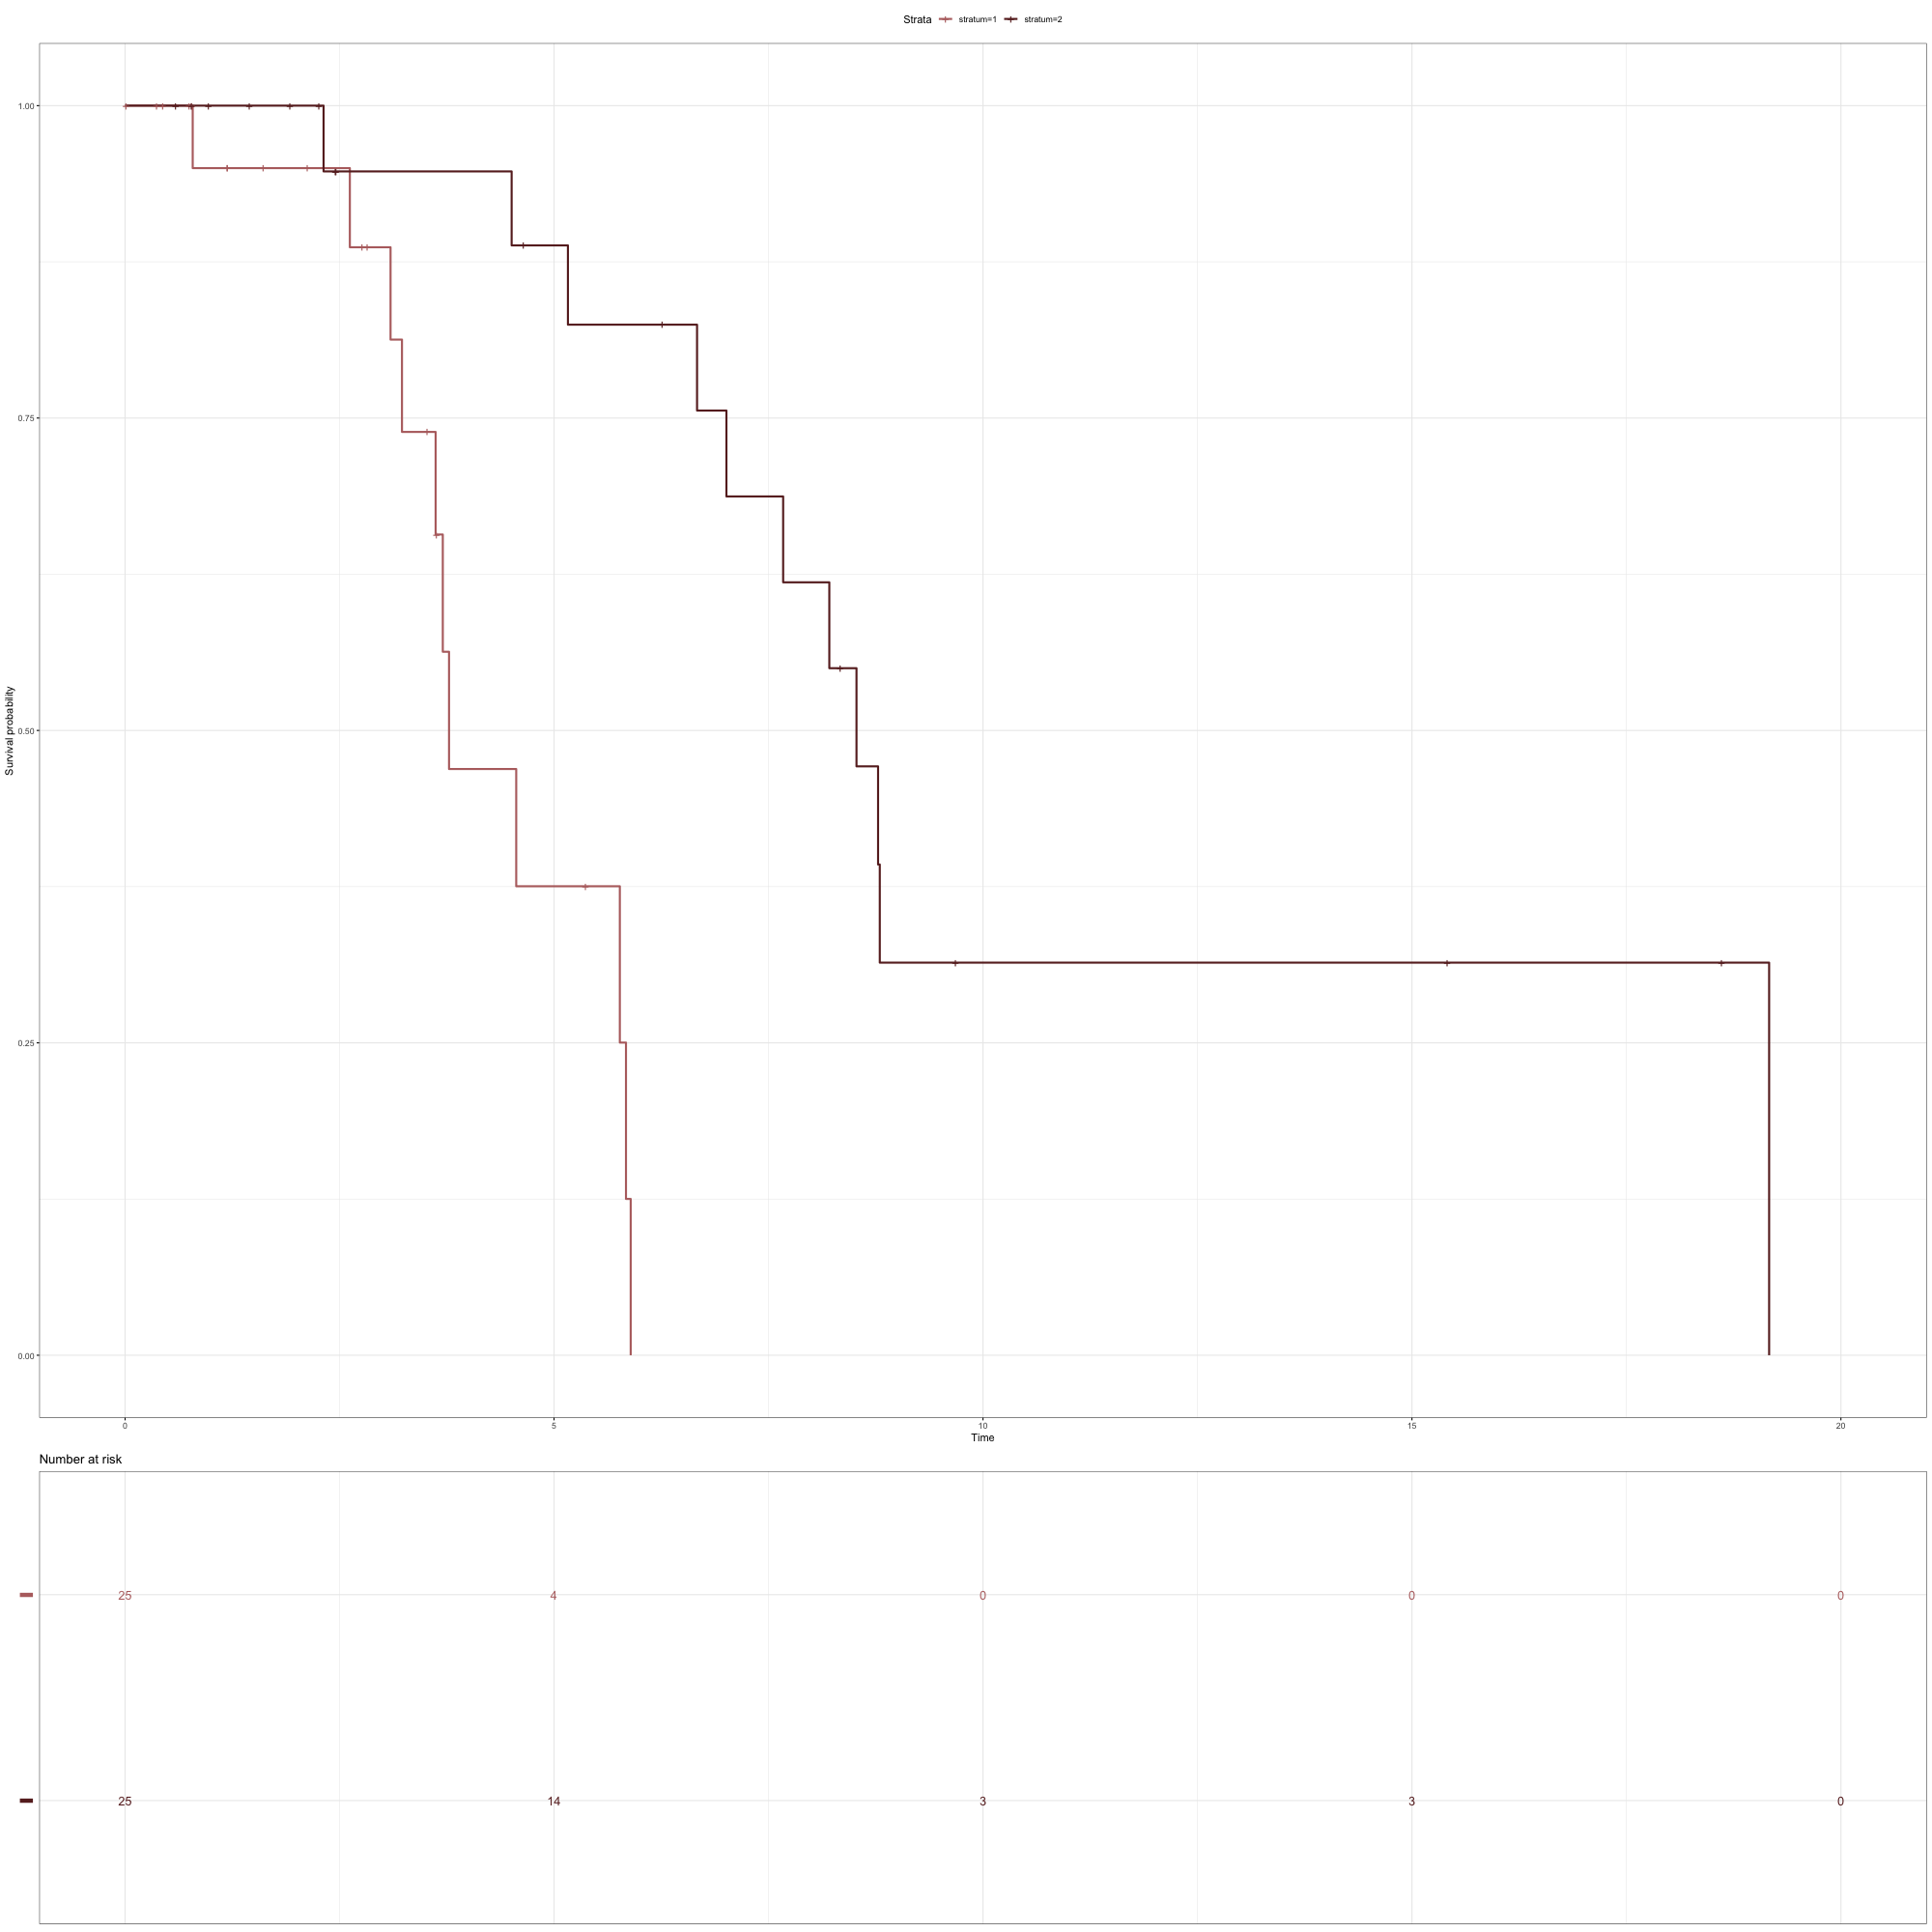 Strata stratum=1 stratum=2
1.00
0.75
0.50
0.25
0.00
Survival probability
0 5 10 15 20
Time
Number at risk
25 4 0 0 0
25 14 3 3 0